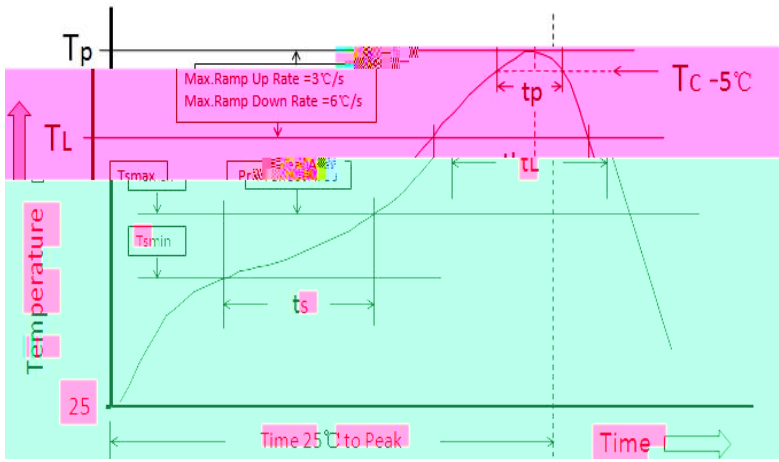 Tp
Max.Ramp Up Rate =3℃/s
Max.Ramp Down Rate =6℃/s
tp
TC -5℃
TL
tL
Tsmax
Tsmin
ts
Temperature
25
Time 25℃ to Peak
Time